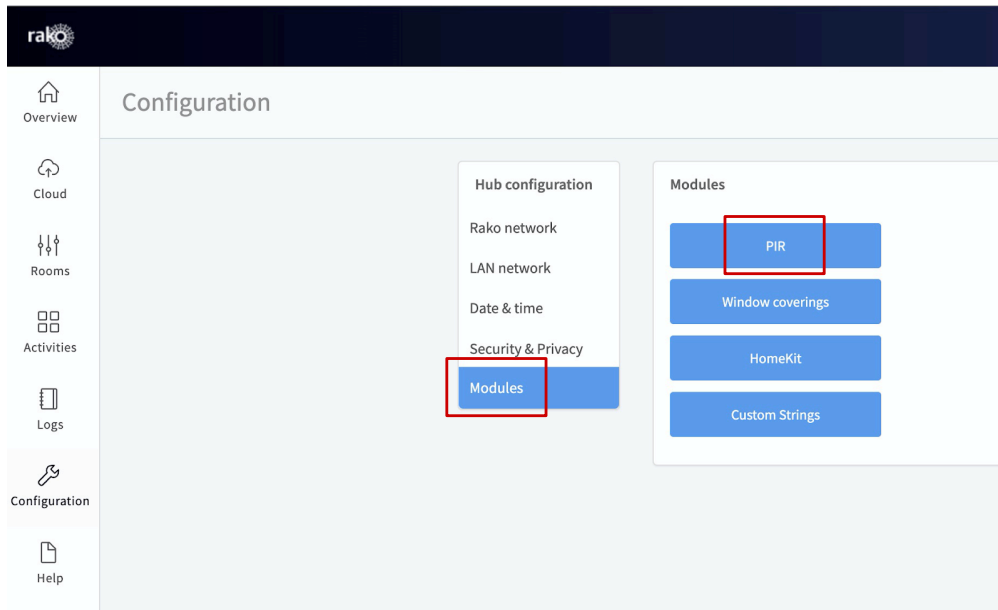 rako
Overview
Cloud
Rooms
Activities
Logs
Configuration
Help
Configuration
Hub configuration
Rako network
LAN network
Date & time
Security & Privacy
Modules
Modules
PIR
Window coverings
HomeKit
Custom Strings